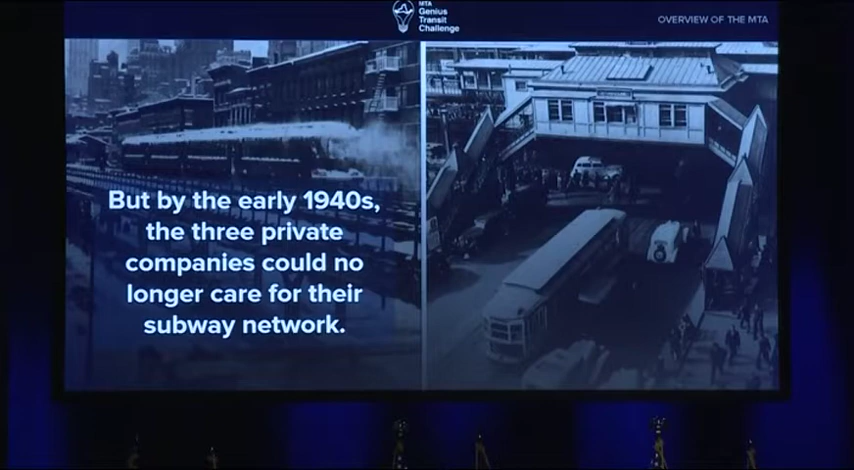 MTA
Genius
Transit
Challenge
OVERVIEW OF THE MTA
But by the early 1940s,
the three private
companies could no
longer care for their
subway network.